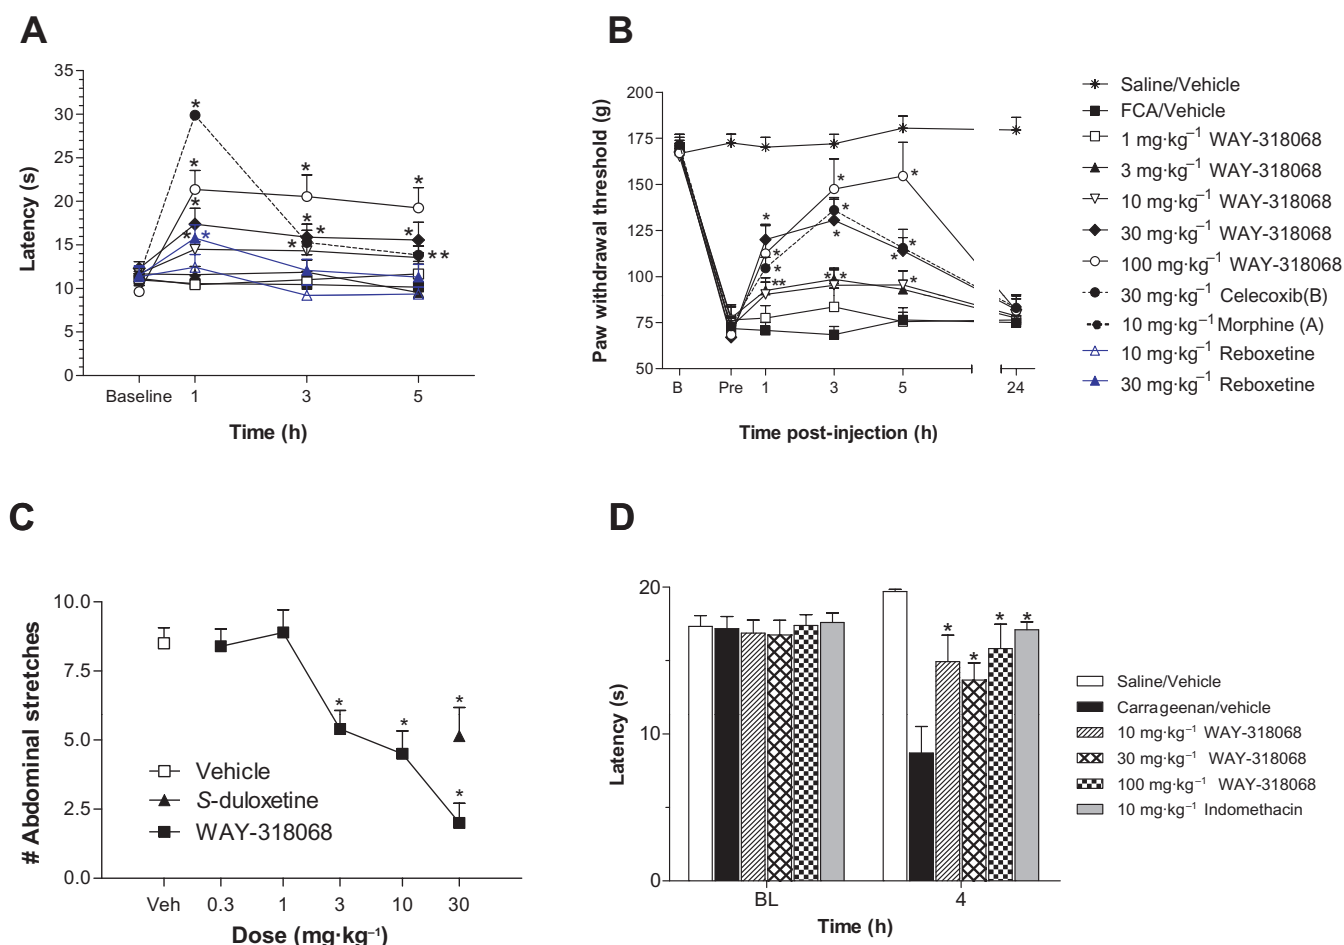 A
35
30
25
20
15
10
5
0
Latency (s)
Baseline 1 3 5
Time (h)
B
200
175
150
125
100
75
50
Paw withdrawal threshold (g)
B Pre 1 3 5 24
Time post-injection (h)
Saline/Vehicle
FCA/Vehicle
1 mg·kg⁻¹ WAY-318068
3 mg·kg⁻¹ WAY-318068
10 mg·kg⁻¹ WAY-318068
30 mg·kg⁻¹ WAY-318068
100 mg·kg⁻¹ WAY-318068
30 mg·kg⁻¹ Celecoxib(B)
10 mg·kg⁻¹ Morphine (A)
10 mg·kg⁻¹ Reboxetine
30 mg·kg⁻¹ Reboxetine
C
10.0
7.5
5.0
2.5
0.0
# Abdominal stretches
Vehicle
S-duloxetine
WAY-318068
Veh 0.3 1 3 10 30
Dose (mg·kg⁻¹)
D
20
10
0
Latency (s)
BL 4
Time (h)
Saline/Vehicle
Carrageenan/vehicle
10 mg·kg⁻¹ WAY-318068
30 mg·kg⁻¹ WAY-318068
100 mg·kg⁻¹ WAY-318068
10 mg·kg⁻¹ Indomethacin